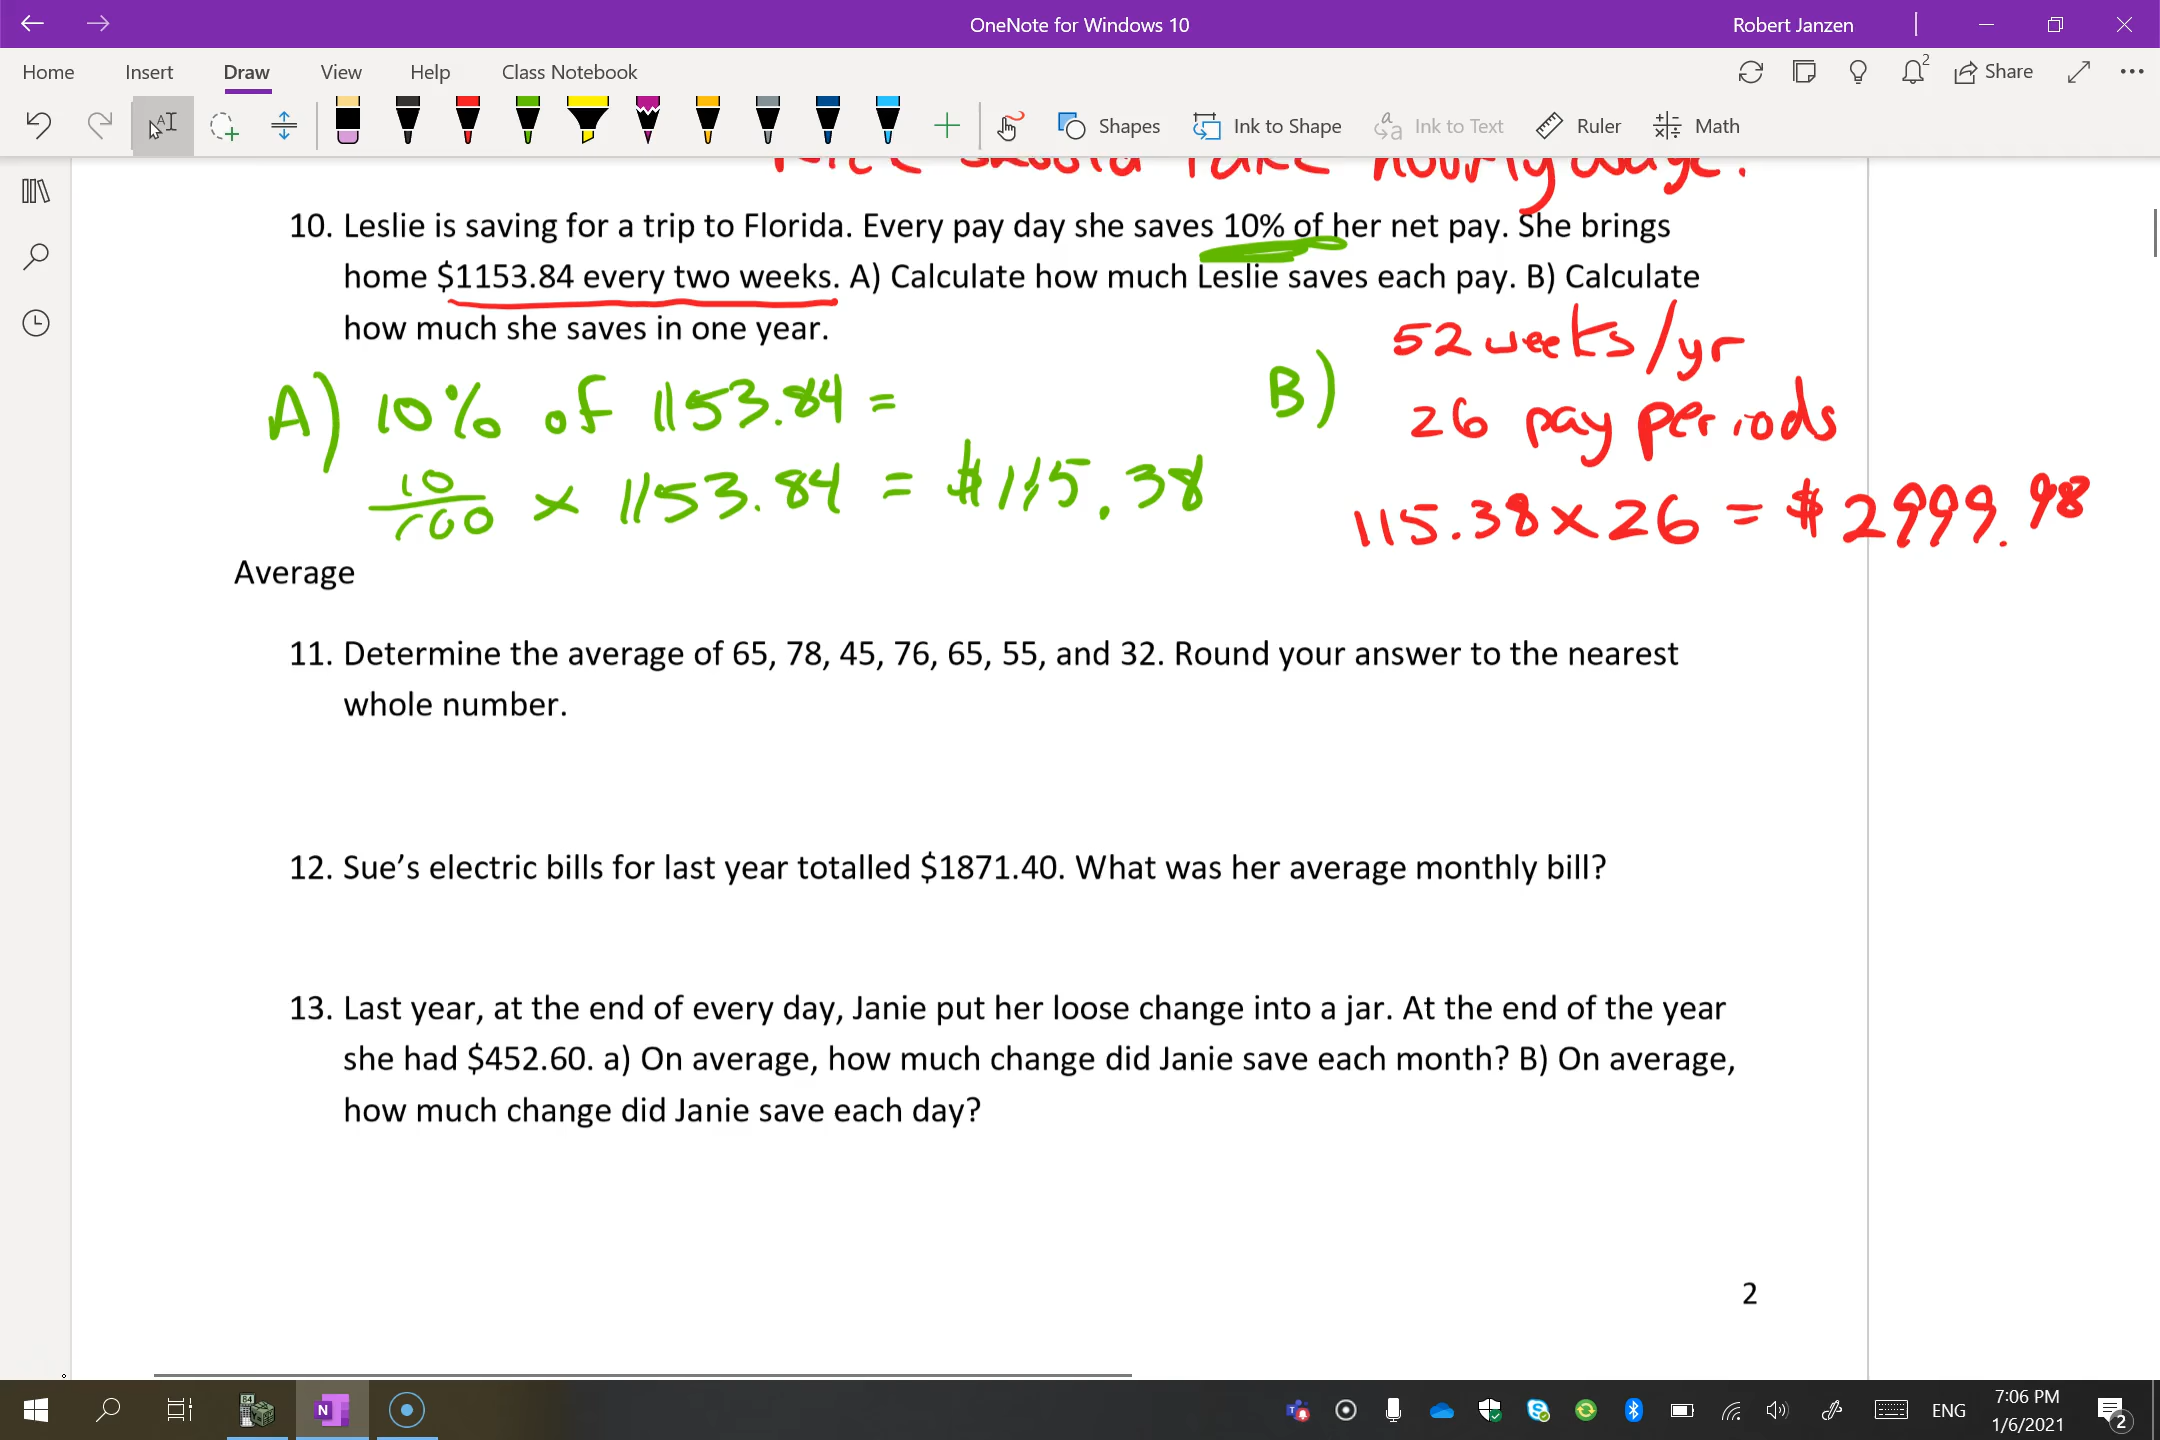 OneNote for Windows 10
Robert Janzen
Home Insert Draw View Help Class Notebook
2 Share
Shapes Ink to Shape Ink to Text Ruler Math
should take hourly wage.
10. Leslie is saving for a trip to Florida. Every pay day she saves 10% of her net pay. She brings
home $1153.84 every two weeks. A) Calculate how much Leslie saves each pay. B) Calculate
how much she saves in one year.
52 weeks/yr
A) 10% of 1153.84 =
B)
26 pay periods
10/100 × 1153.84 = $115.38
115.38 × 26 = $2999.98
Average
11. Determine the average of 65, 78, 45, 76, 65, 55, and 32. Round your answer to the nearest
whole number.
12. Sue’s electric bills for last year totalled $1871.40. What was her average monthly bill?
13. Last year, at the end of every day, Janie put her loose change into a jar. At the end of the year
she had $452.60. a) On average, how much change did Janie save each month? B) On average,
how much change did Janie save each day?
2
ENG
7:06 PM
1/6/2021
2